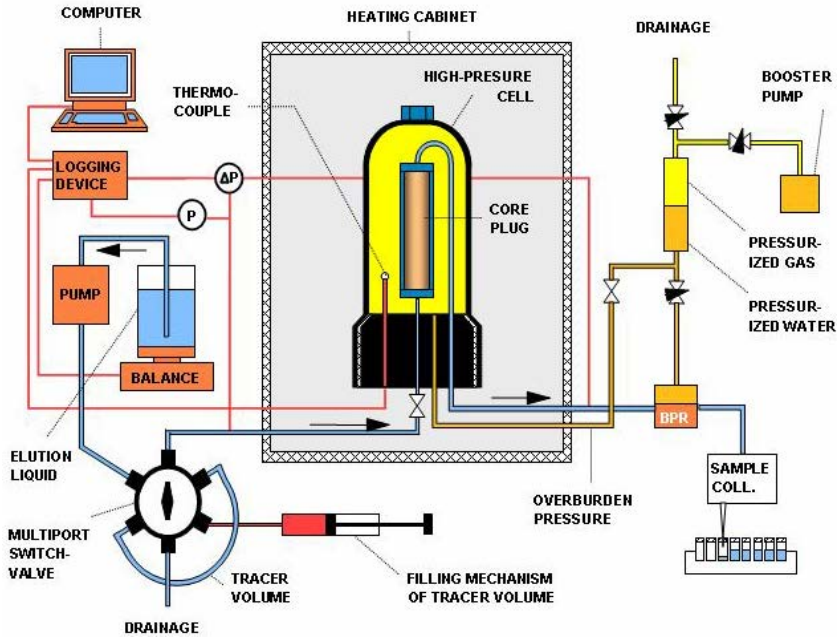 COMPUTER
HEATING CABINET
DRAINAGE
THERMO-
COUPLE
HIGH-PRESURE
CELL
BOOSTER
PUMP
LOGGING
DEVICE
ΔP
P
CORE
PLUG
PRESSUR-
IZED GAS
PUMP
PRESSUR-
IZED WATER
BALANCE
BPR
ELUTION
LIQUID
SAMPLE
COLL.
OVERBURDEN
PRESSURE
MULTIPORT
SWITCH-
VALVE
TRACER
VOLUME
FILLING MECHANISM
OF TRACER VOLUME
DRAINAGE